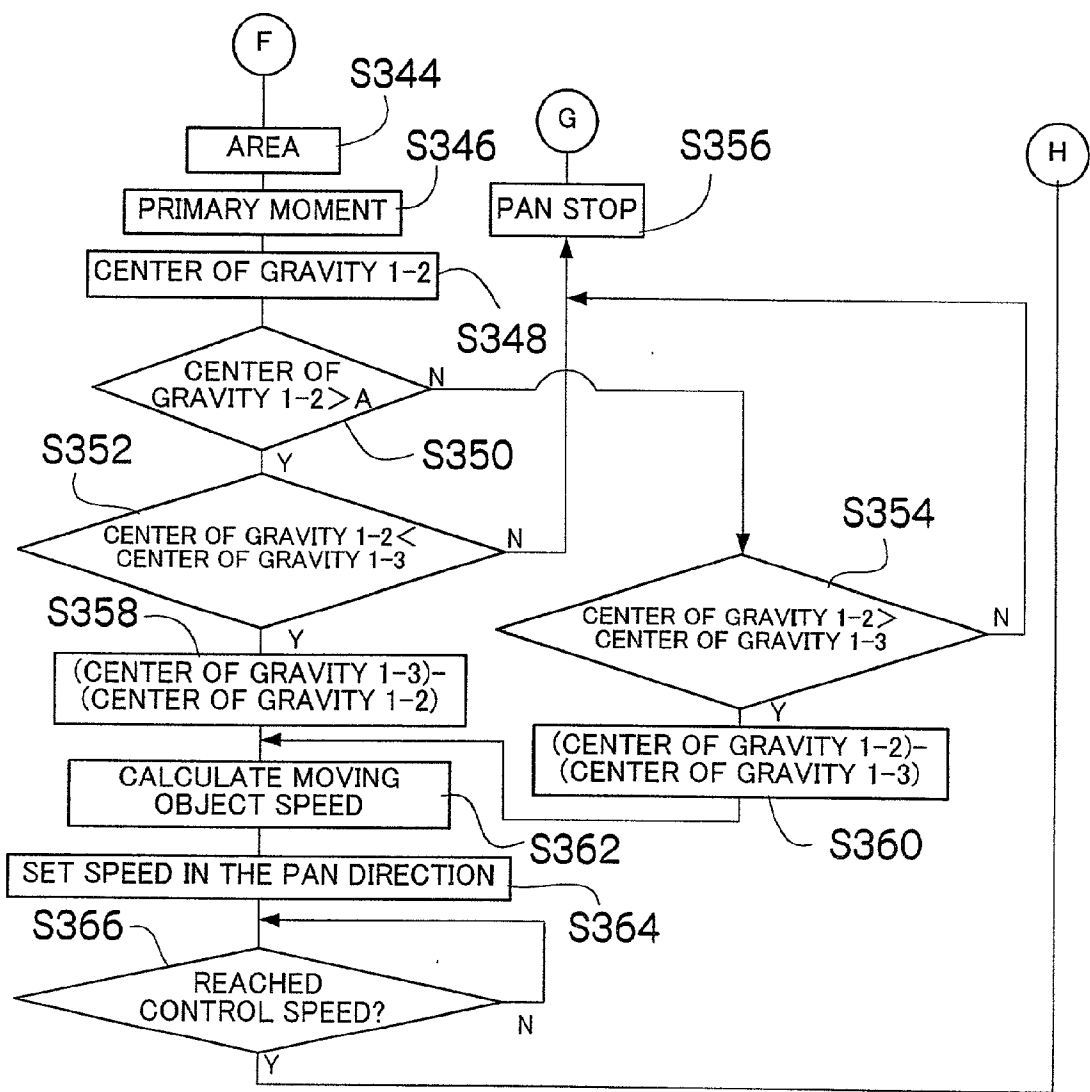 F
S344
AREA
G
H
S346
S356
PRIMARY MOMENT
PAN STOP
CENTER OF GRAVITY 1-2
S348
CENTER OF
GRAVITY 1-2>A
N
S350
Y
S352
CENTER OF GRAVITY 1-2<
CENTER OF GRAVITY 1-3
N
S354
CENTER OF GRAVITY 1-2>
CENTER OF GRAVITY 1-3
N
Y
S358
Y
(CENTER OF GRAVITY 1-3)-
(CENTER OF GRAVITY 1-2)
(CENTER OF GRAVITY 1-2)-
(CENTER OF GRAVITY 1-3)
S360
CALCULATE MOVING
OBJECT SPEED
S362
SET SPEED IN THE PAN DIRECTION
S364
S366
REACHED
CONTROL SPEED?
N
Y